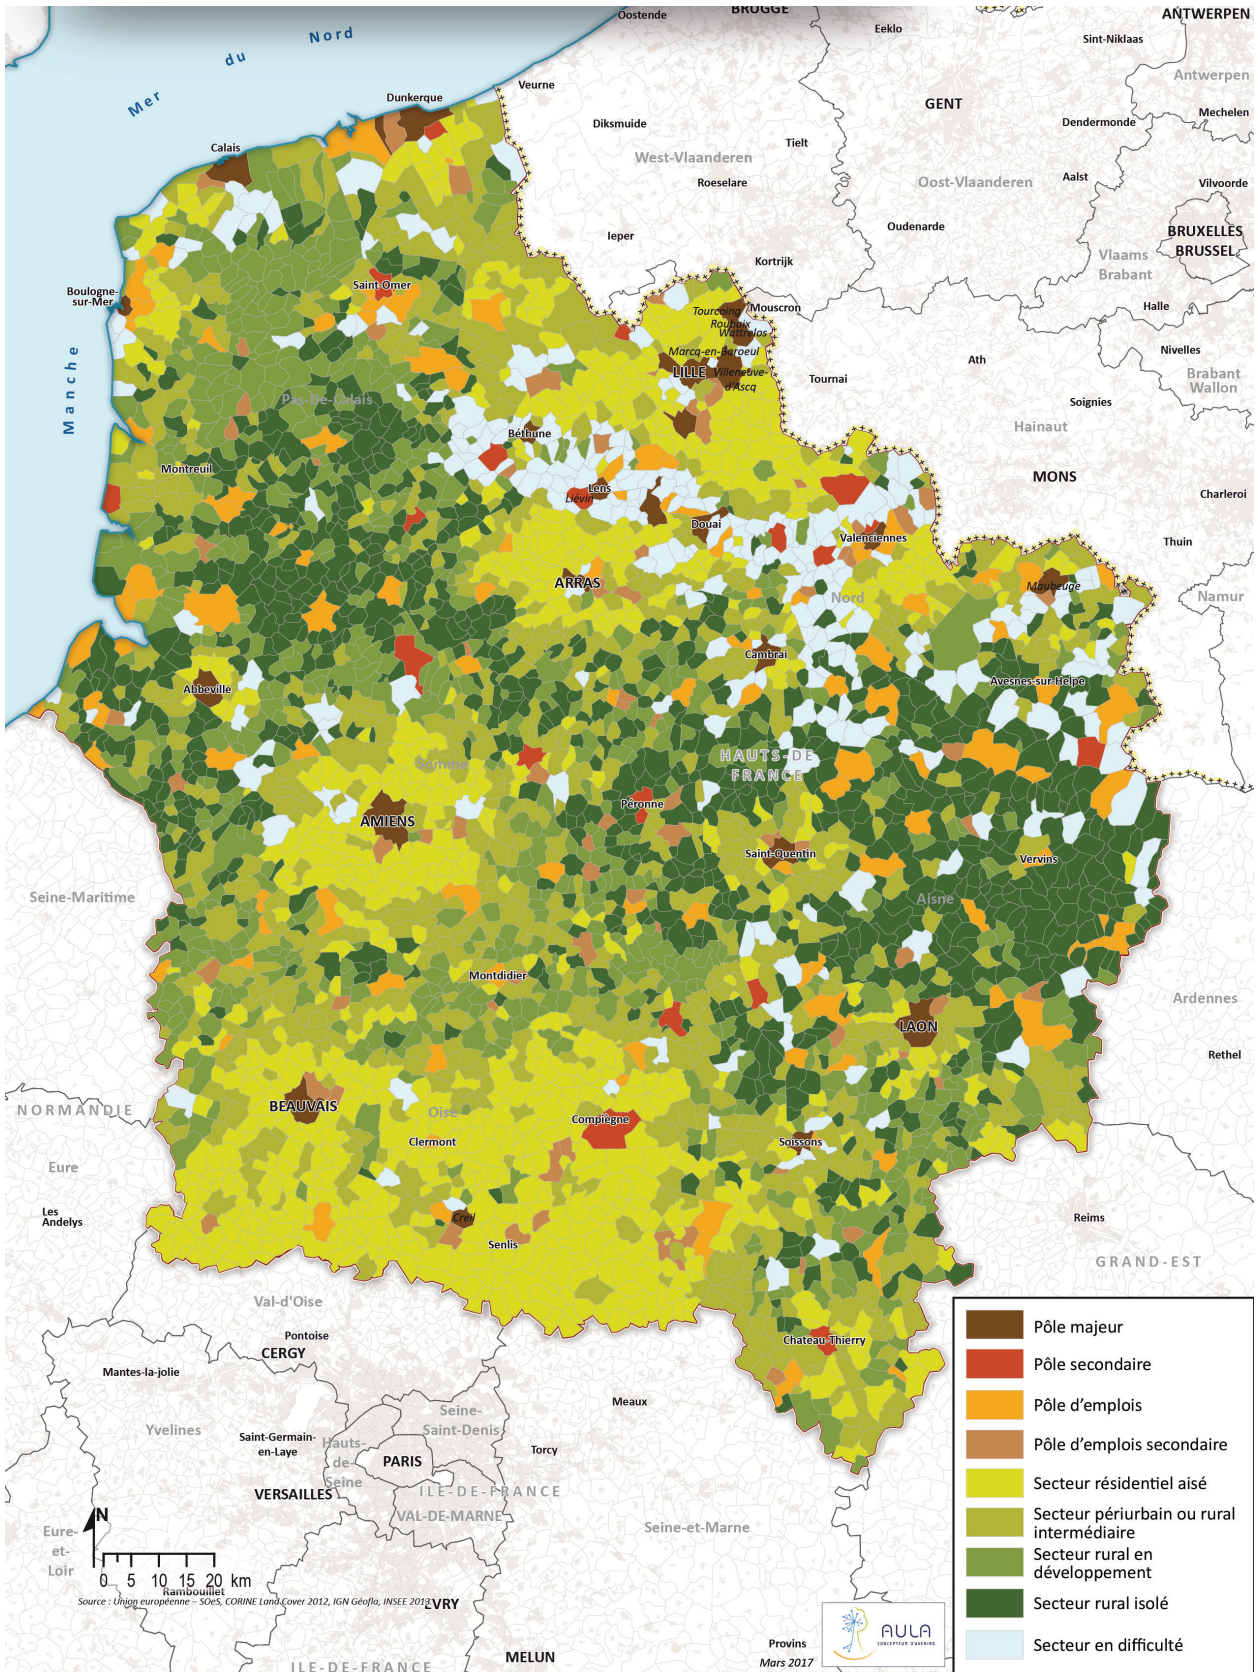 Mer du Nord
Oostende
BRUGGE
Eeklo
ANTWERPEN
Sint-Niklaas
Antwerpen
Veurne
Dunkerque
GENT
Mechelen
Diksmuide
Dendermonde
Tielt
Calais
West-Vlaanderen
Roeselare
Oost-Vlaanderen
Aalst
Vilvoorde
Oudenarde
Ieper
BRUXELLES
BRUSSEL
Kortrijk
Vlaams
Brabant
Saint-Omer
Boulogne-
sur-Mer
Halle
Tourcoing
Mouscron
Roubaix
Wattrelos
Manche
Marcq-en-Baroeul
LILLE
Villeneuve-
d'Ascq
Tournai
Ath
Nivelles
Brabant
Wallon
Pas-De-Calais
Soignies
Hainaut
Béthune
Montreuil
MONS
Lens
Liévin
Charleroi
Douai
Valenciennes
Thuin
ARRAS
Maubeuge
Nord
Namur
Cambrai
Avesnes-sur-Helpe
Abbeville
HAUTS-DE
FRANCE
Somme
Péronne
AMIENS
Saint-Quentin
Vervins
Seine-Maritime
Aisne
Montdidier
Ardennes
LAON
Rethel
BEAUVAIS
NORMANDIE
Oise
Compiègne
Clermont
Soissons
Eure
Les
Andelys
Creil
Senlis
Reims
GRAND-EST
Val-d'Oise
Pontoise
CERGY
Chateau-Thierry
Mantes-la-jolie
Meaux
Yvelines
Seine-
Saint-Denis
Saint-Germain-
en-Laye
Hauts-
de-
Seine
Torcy
PARIS
VERSAILLES
ILE-DE-FRANCE
VAL-DE-MARNE
Seine-et-Marne
Eure-
et-
Loir
N
0 5 10 15 20 km
Rambouillet
Source : Union européenne – SOeS, CORINE Land Cover 2012, IGN Géofla, INSEE 2013
EVRY
MELUN
Provins
Mars 2017
ILE-DE-FRANCE
AULA
CONCEPTEUR D'AVENIRS
Pôle majeur
Pôle secondaire
Pôle d'emplois
Pôle d'emplois secondaire
Secteur résidentiel aisé
Secteur périurbain ou rural
intermédiaire
Secteur rural en
développement
Secteur rural isolé
Secteur en difficulté